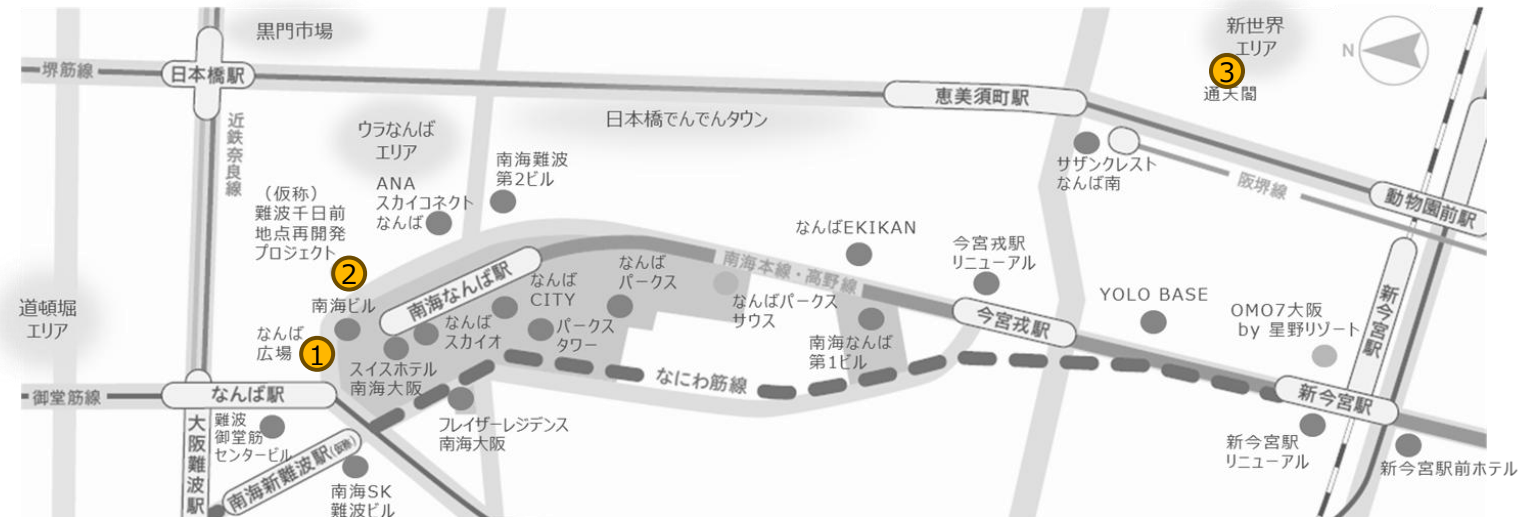 黒門市場
新世界
エリア
N
3
通天閣
堺筋線
日本橋駅
恵美須町駅
日本橋でんでんタウン
近鉄奈良線
ウラなんば
エリア
南海難波
第2ビル
サザンクレスト
なんば南
阪堺線
動物園前駅
（仮称）
難波千日前
地点再開発
プロジェクト
ANA
スカイコネクト
なんば
2
なんばEKIKAN
今宮戎駅
リニューアル
道頓堀
エリア
南海ビル
南海なんば駅
なんば
CITY
なんば
パークス
南海本線・高野線
なんばパークス
サウス
YOLO BASE
OMO7大阪
by 星野リゾート
新今宮駅
なんば
広場
1
なんば
スカイオ
パークス
タワー
今宮戎駅
南海なんば
第1ビル
スイスホテル
南海大阪
なにわ筋線
御堂筋線
なんば駅
新今宮駅
フレイザーレジデンス
南海大阪
大阪難波駅
難波
御堂筋
センタービル
南海新難波駅(仮称)
新今宮駅
リニューアル
新今宮駅前ホテル
南海SK
難波ビル